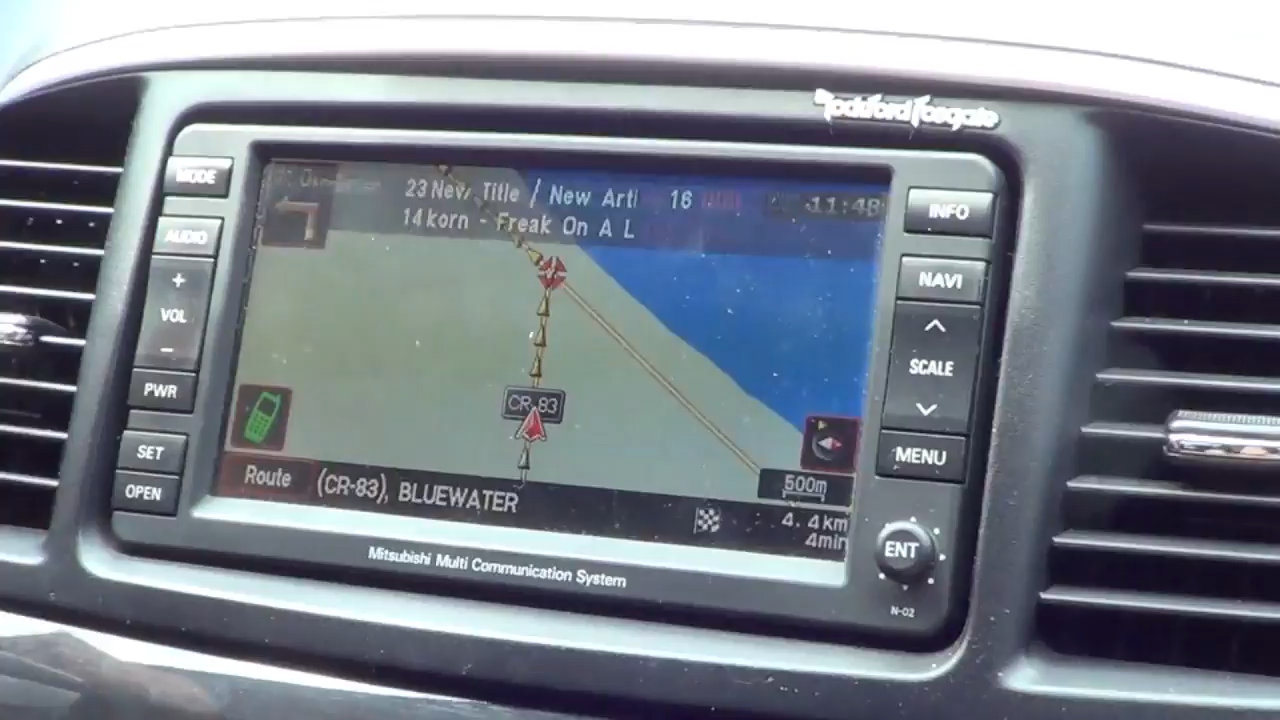 Rockford Fosgate
MODE
AUDIO
+
VOL
-
PWR
SET
OPEN
23 New Title / New Arti 16
14 korn - Freak On A L
11:48
CR-83
500m
Route (CR-83), BLUEWATER
4.4km
4min
INFO
NAVI
SCALE
MENU
ENT
N-02
Mitsubishi Multi Communication System